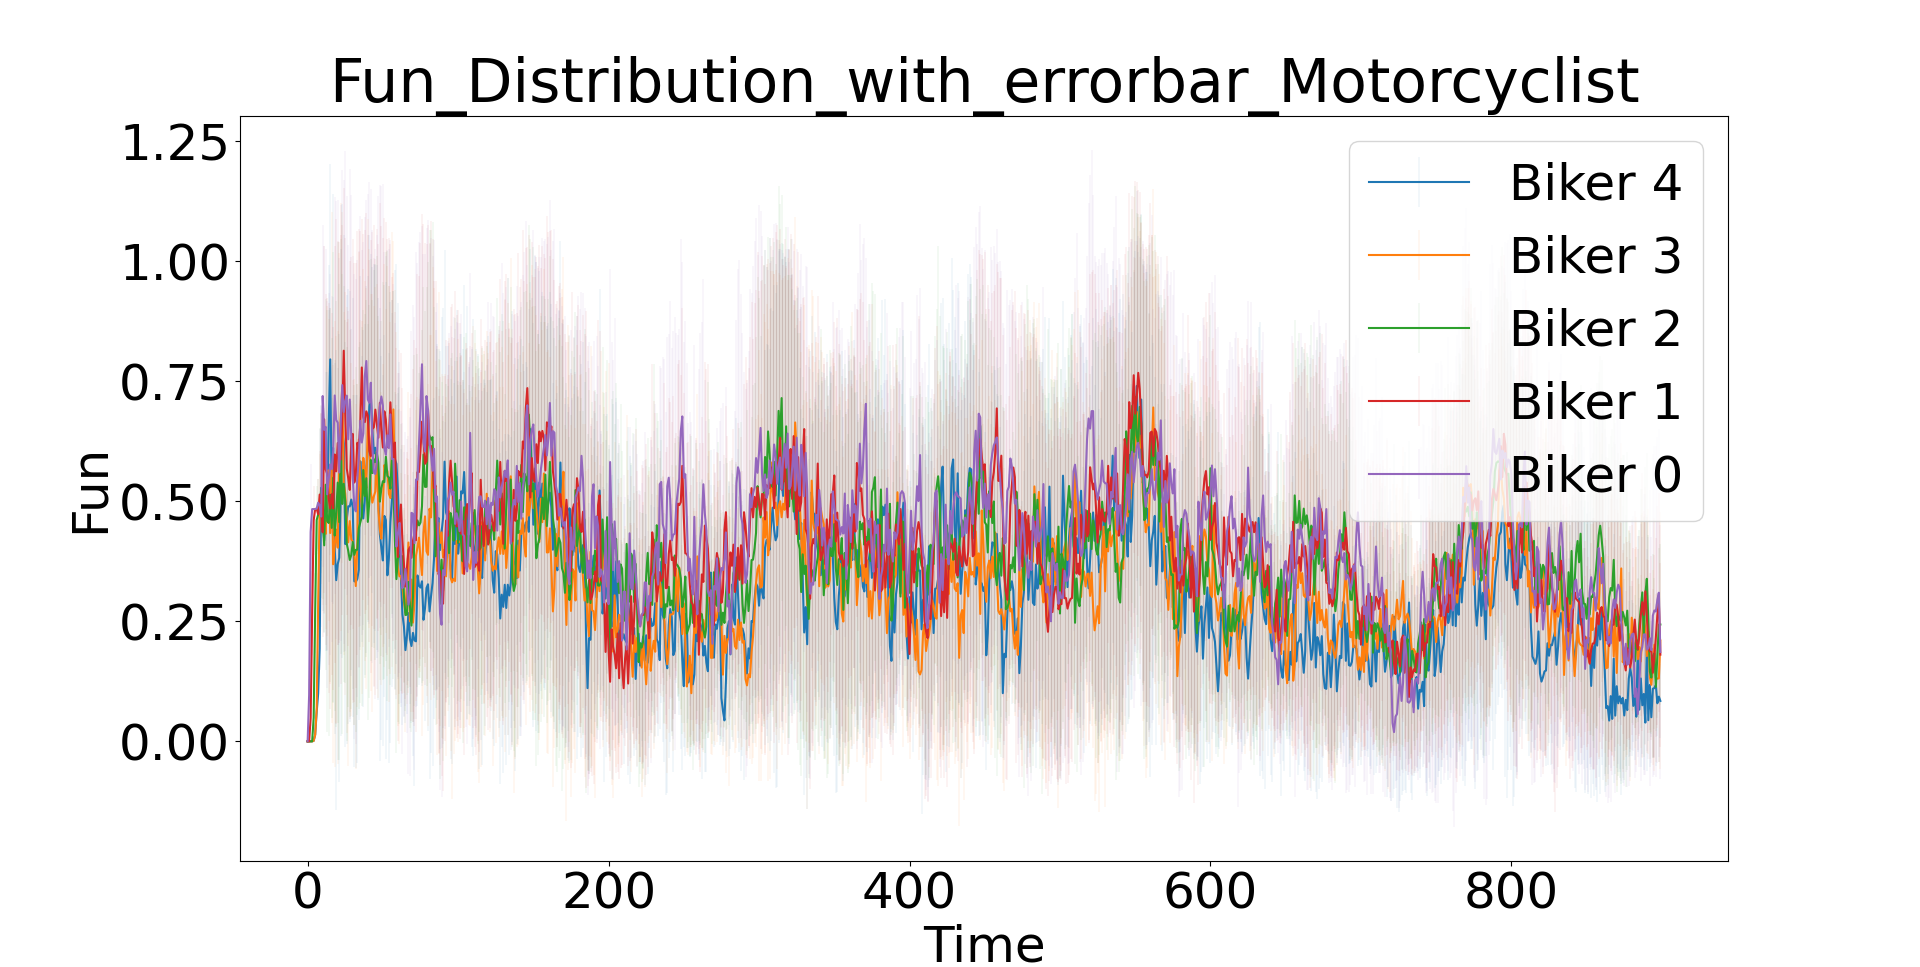 Fun_Distribution_with_errorbar_Motorcyclist
1.25
1.00
0.75
0.50
0.25
0.00
Fun
0 200 400 600 800
Time
Biker 4
Biker 3
Biker 2
Biker 1
Biker 0